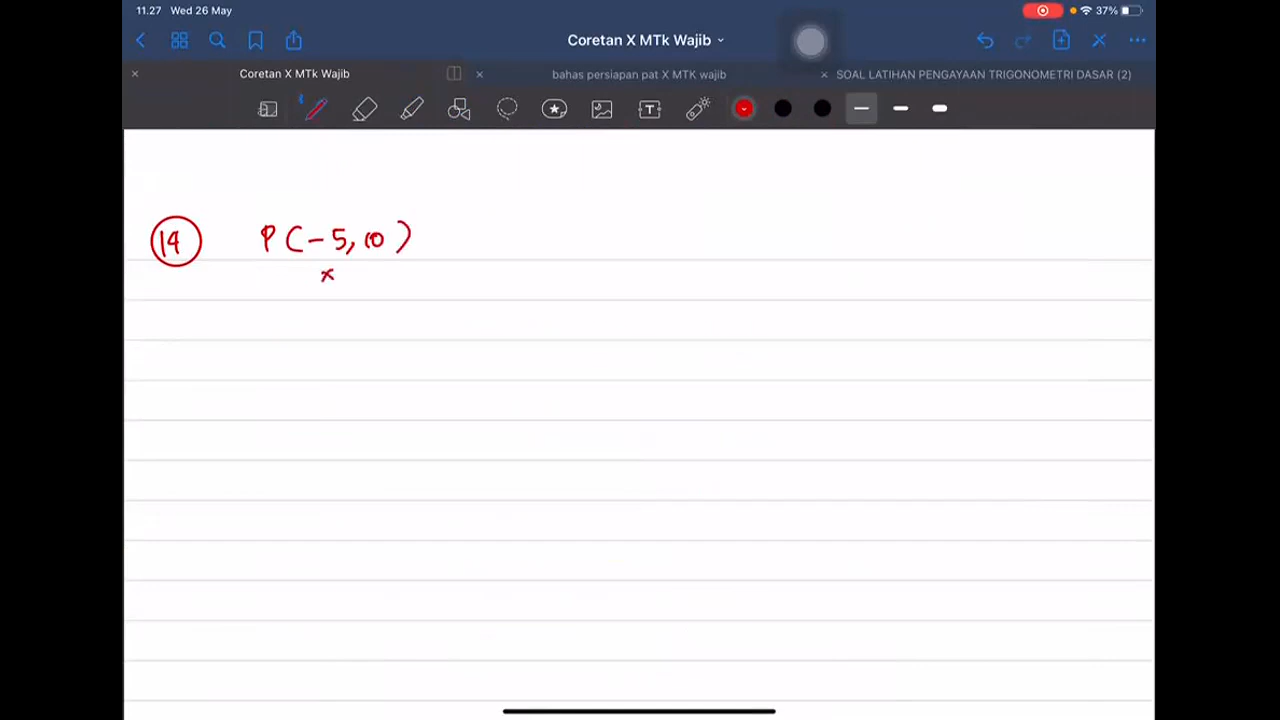 11.27 Wed 26 May 37%
Coretan X MTk Wajib
Coretan X MTk Wajib bahas persiapan pat X MTK wajib SOAL LATIHAN PENGAYAAN TRIGONOMETRI DASAR (2)
19 P(-5, 10)
x